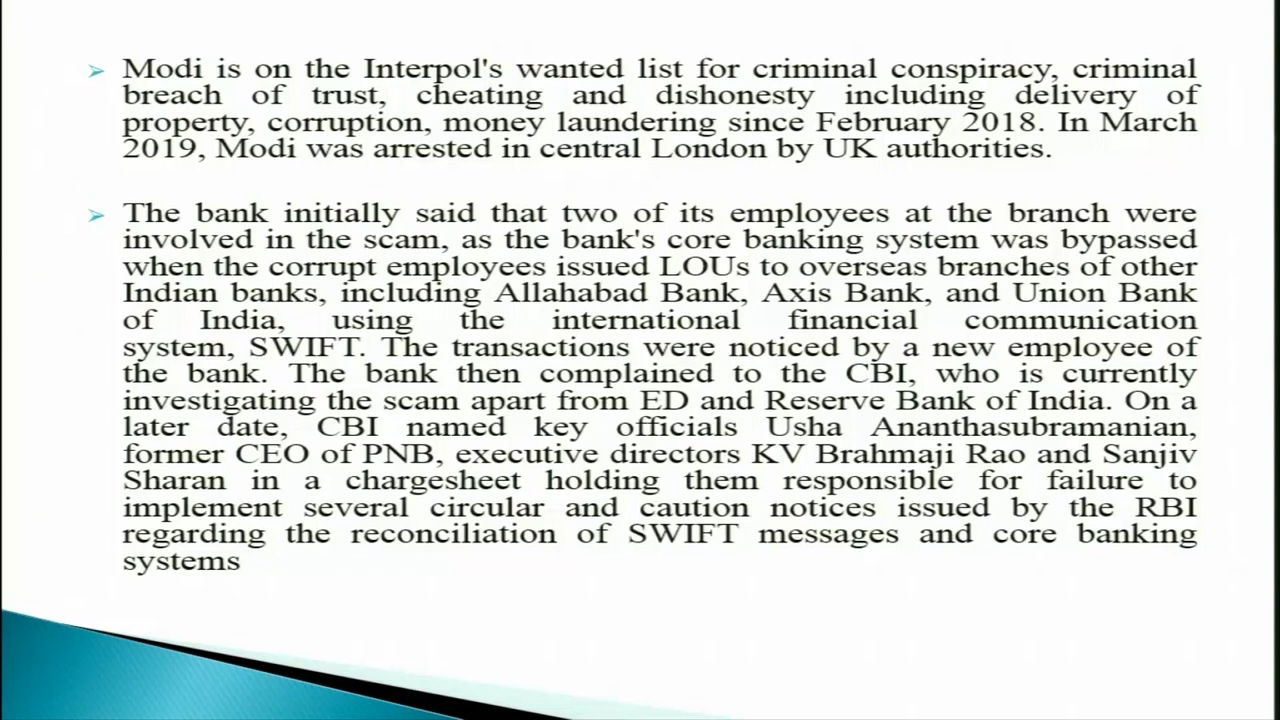 Modi is on the Interpol's wanted list for criminal conspiracy, criminal
breach of trust, cheating and dishonesty including delivery of
property, corruption, money laundering since February 2018. In March
2019, Modi was arrested in central London by UK authorities.
The bank initially said that two of its employees at the branch were
involved in the scam, as the bank's core banking system was bypassed
when the corrupt employees issued LOUs to overseas branches of other
Indian banks, including Allahabad Bank, Axis Bank, and Union Bank
of India, using the international financial communication
system, SWIFT. The transactions were noticed by a new employee of
the bank. The bank then complained to the CBI, who is currently
investigating the scam apart from ED and Reserve Bank of India. On a
later date, CBI named key officials Usha Ananthasubramanian,
former CEO of PNB, executive directors KV Brahmaji Rao and Sanjiv
Sharan in a chargesheet holding them responsible for failure to
implement several circular and caution notices issued by the RBI
regarding the reconciliation of SWIFT messages and core banking
systems